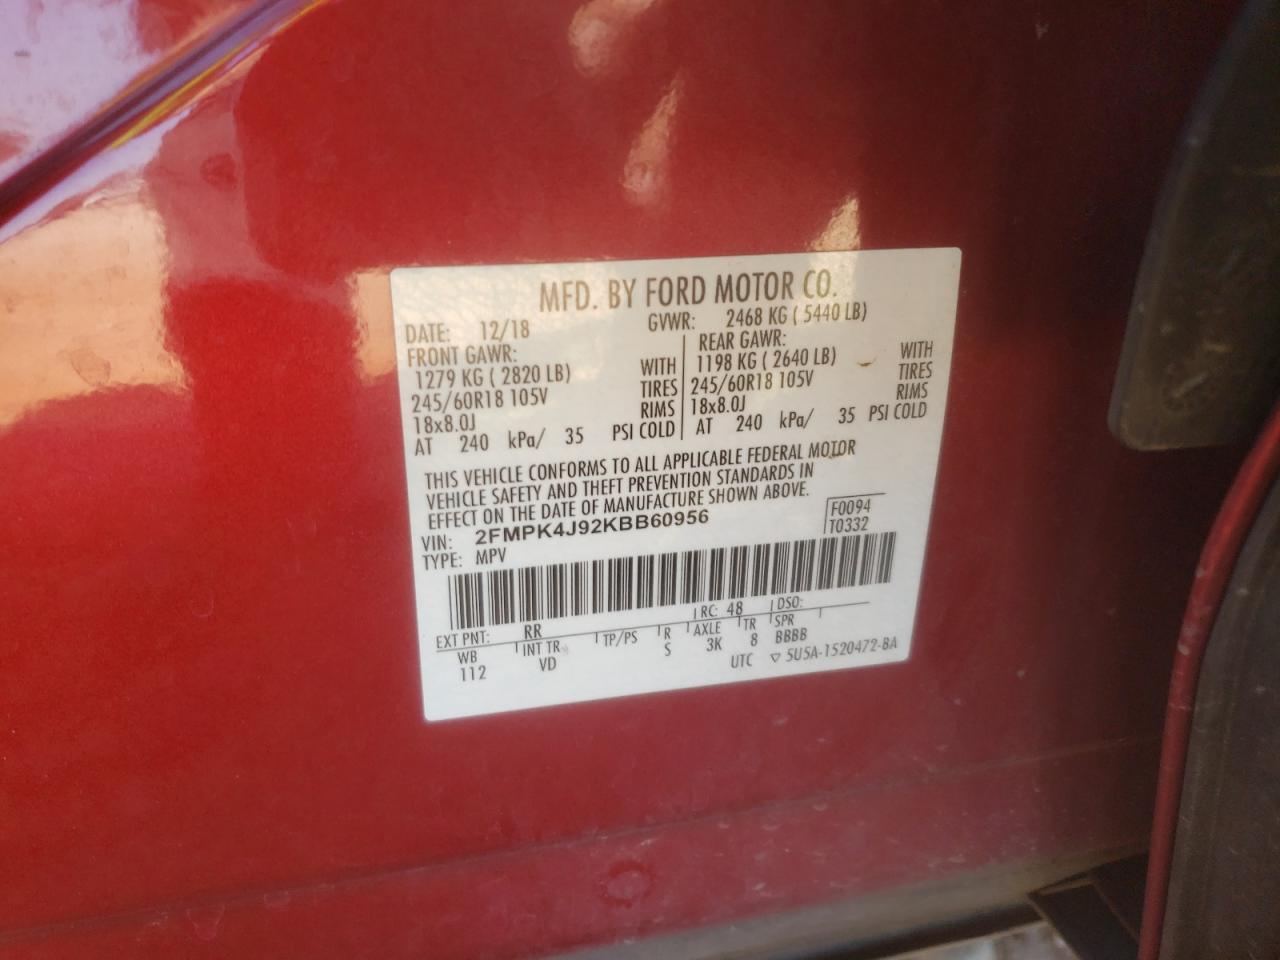 MFD. BY FORD MOTOR CO.
DATE: 12/18 GVWR: 2468 KG ( 5440 LB)
FRONT GAWR: REAR GAWR:
1279 KG ( 2820 LB) WITH 1198 KG ( 2640 LB) WITH
245/60R18 105V TIRES 245/60R18 105V TIRES
18x8.0J RIMS 18x8.0J RIMS
AT 240 kPa/ 35 PSI COLD AT 240 kPa/ 35 PSI COLD
THIS VEHICLE CONFORMS TO ALL APPLICABLE FEDERAL MOTOR
VEHICLE SAFETY AND THEFT PREVENTION STANDARDS IN
EFFECT ON THE DATE OF MANUFACTURE SHOWN ABOVE.
VIN: 2FMPK4J92KBB60956 F0094
TYPE: MPV T0332
EXT PNT: RR RC: 48 DSO:
WB INT TR TP/PS R AXLE TR SPR
112 VD S 3K 8 BBBB
UTC ▽ 5U5A-1520472-BA